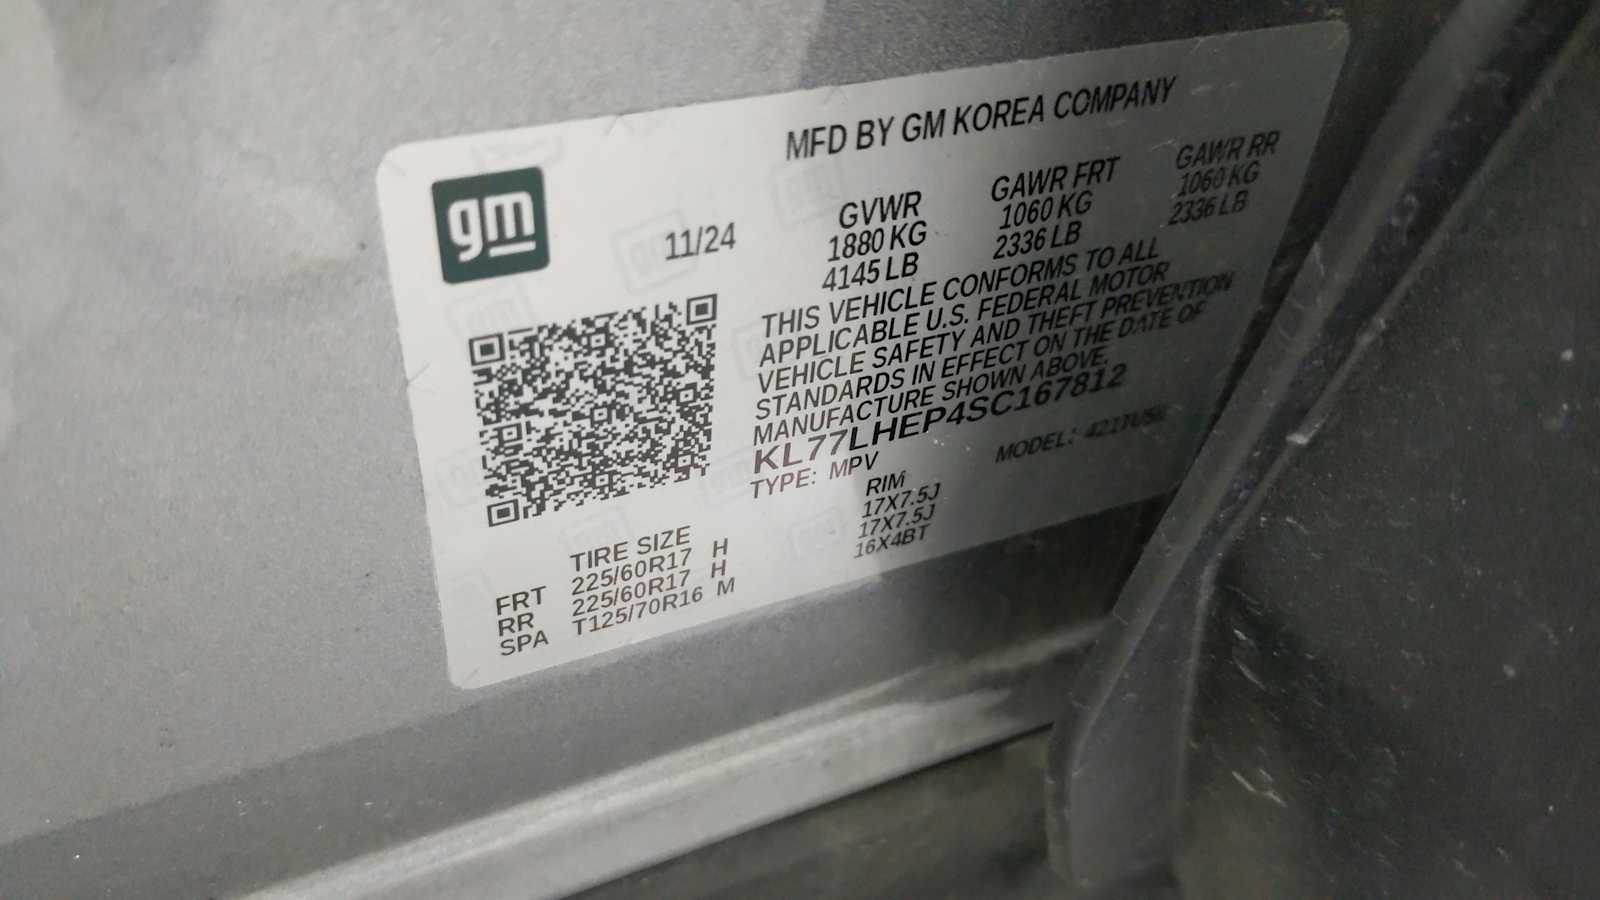 gm
MFD BY GM KOREA COMPANY
11/24
GVWR GAWR FRT GAWR RR
1880 KG 1060 KG 1060 KG
4145 LB 2336 LB 2336 LB
THIS VEHICLE CONFORMS TO ALL
APPLICABLE U.S. FEDERAL MOTOR
VEHICLE SAFETY AND THEFT PREVENTION
STANDARDS IN EFFECT ON THE DATE OF
MANUFACTURE SHOWN ABOVE.
KL77LHEP4SC167812
TYPE: MPV MODEL:
TIRE SIZE RIM
FRT 225/60R17 H 17X7.5J
RR 225/60R17 H 17X7.5J
SPA T125/70R16 M 16X4BT